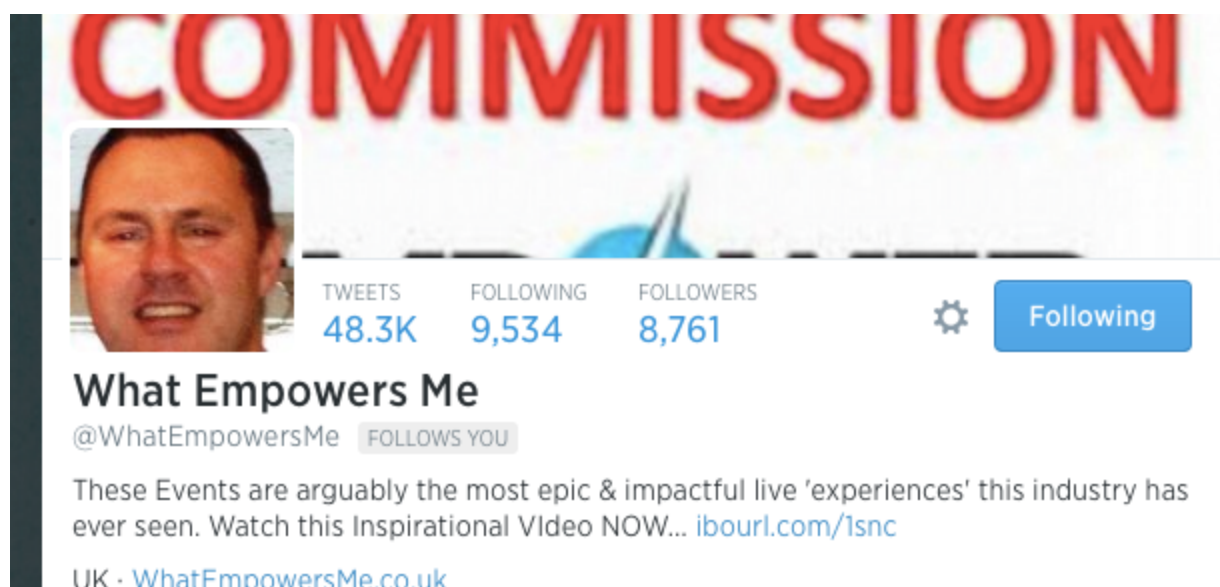 COMMISSION
TWEETS FOLLOWING FOLLOWERS
48.3K 9,534 8,761
Following
What Empowers Me
@WhatEmpowersMe FOLLOWS YOU
These Events are arguably the most epic & impactful live 'experiences' this industry has
ever seen. Watch this Inspirational VIdeo NOW... ibourl.com/1snc
UK · WhatEmpowersMe.co.uk